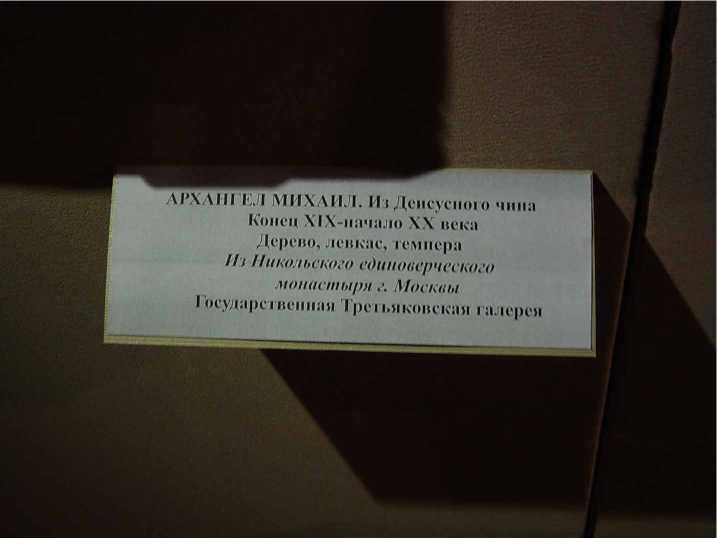 АРХАНГЕЛ МИХАИЛ. Из Деисусного чина
Конец XIX-начало XX века
Дерево, левкас, темпера
Из Никольского единоверческого
монастыря г. Москвы
Государственная Третьяковская галерея